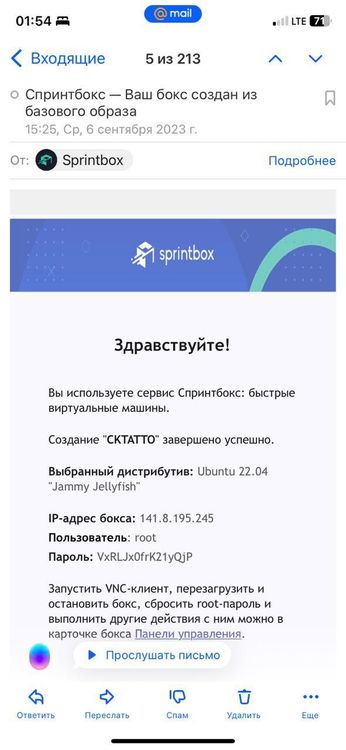 01:54
@mail
LTE 71
Входящие
5 из 213
Спринтбокс — Ваш бокс создан из
базового образа
15:25, Ср, 6 сентября 2023 г.
От: Sprintbox
Подробнее
sprintbox
Здравствуйте!
Вы используете сервис Спринтбокс: быстрые
виртуальные машины.
Создание "CKTATTO" завершено успешно.
Выбранный дистрибутив: Ubuntu 22.04
"Jammy Jellyfish"
IP-адрес бокса: 141.8.195.245
Пользователь: root
Пароль: VxRLJx0frK21yQjP
Запустить VNC-клиент, перезагрузить и
остановить бокс, сбросить root-пароль и
выполнить другие действия с ним можно в
карточке бокса Панели управления.
Прослушать письмо
Ответить
Переслать
Спам
Удалить
Еще